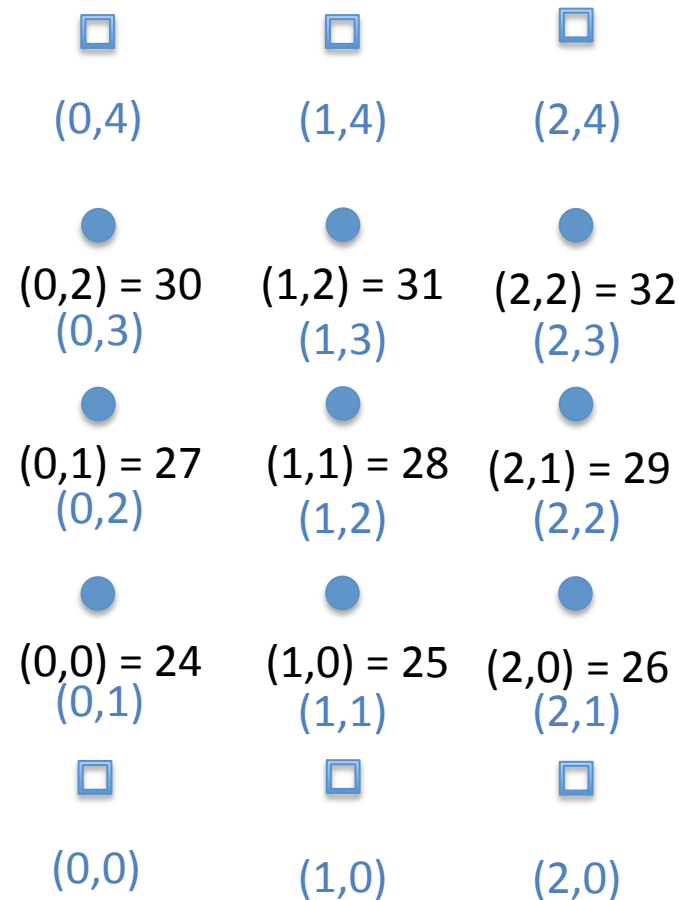 (0,4) (1,4) (2,4)
(0,2) = 30 (1,2) = 31 (2,2) = 32
(0,3) (1,3) (2,3)
(0,1) = 27 (1,1) = 28 (2,1) = 29
(0,2) (1,2) (2,2)
(0,0) = 24 (1,0) = 25 (2,0) = 26
(0,1) (1,1) (2,1)
(0,0) (1,0) (2,0)